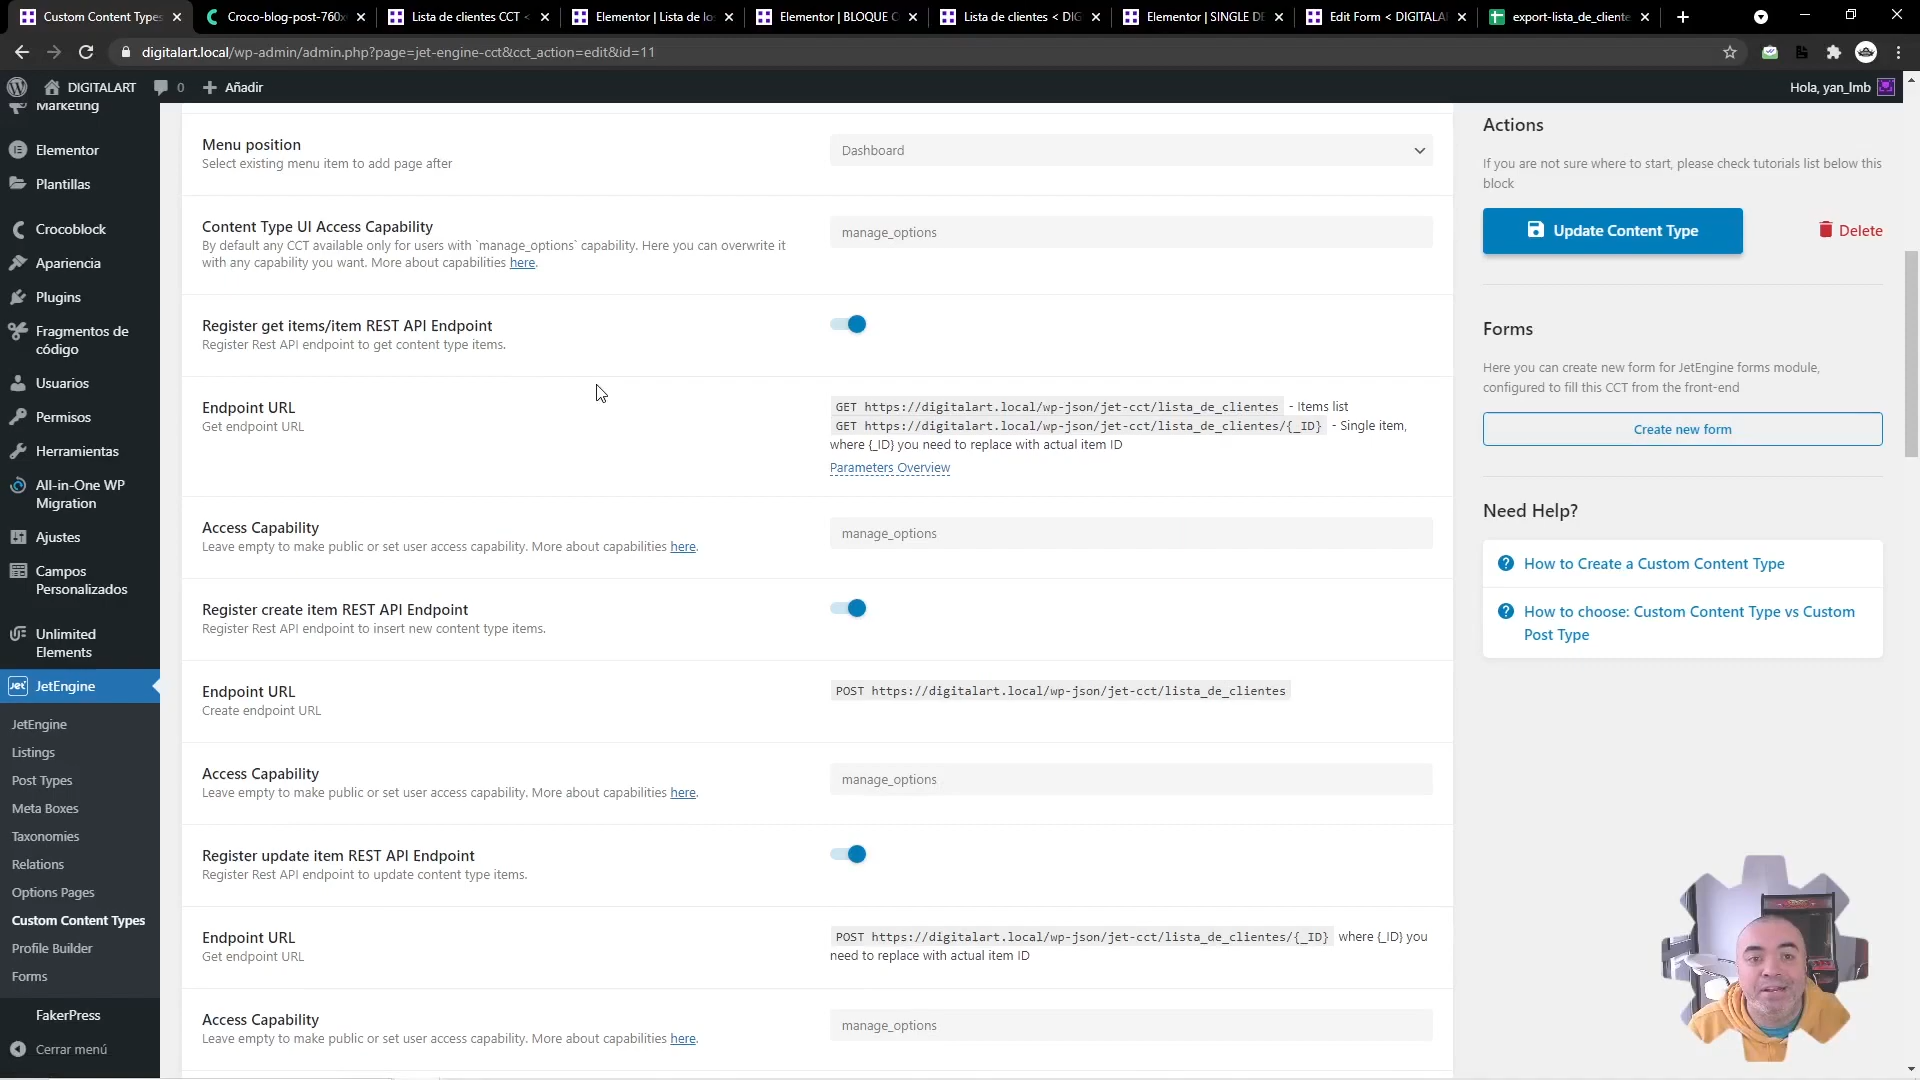 Custom Content Types
Croco-blog-post-760x
Lista de clientes CCT
Elementor | Lista de lo
Elementor | BLOQUE C
Lista de clientes < DIG
Elementor | SINGLE DE
Edit Form < DIGITALA
export-lista_de_cliente
digitalart.local/wp-admin/admin.php?page=jet-engine-cct&cct_action=edit&id=11
DIGITALART
0
Añadir
Hola, yan_lmb
Marketing
Elementor
Plantillas
Crocoblock
Apariencia
Plugins
Fragmentos de
código
Usuarios
Permisos
Herramientas
All-in-One WP
Migration
Ajustes
Campos
Personalizados
Unlimited
Elements
Jet JetEngine
JetEngine
Listings
Post Types
Meta Boxes
Taxonomies
Relations
Options Pages
Custom Content Types
Profile Builder
Forms
FakerPress
Cerrar menú
Menu position
Select existing menu item to add page after
Dashboard
Content Type UI Access Capability
By default any CCT available only for users with `manage_options` capability. Here you can overwrite it
with any capability you want. More about capabilities here.
manage_options
Register get items/item REST API Endpoint
Register Rest API endpoint to get content type items.
Endpoint URL
Get endpoint URL
GET https://digitalart.local/wp-json/jet-cct/lista_de_clientes - Items list
GET https://digitalart.local/wp-json/jet-cct/lista_de_clientes/{_ID} - Single item,
where {_ID} you need to replace with actual item ID
Parameters Overview
Access Capability
Leave empty to make public or set user access capability. More about capabilities here.
manage_options
Register create item REST API Endpoint
Register Rest API endpoint to insert new content type items.
Endpoint URL
Create endpoint URL
POST https://digitalart.local/wp-json/jet-cct/lista_de_clientes
Access Capability
Leave empty to make public or set user access capability. More about capabilities here.
manage_options
Register update item REST API Endpoint
Register Rest API endpoint to update content type items.
Endpoint URL
Get endpoint URL
POST https://digitalart.local/wp-json/jet-cct/lista_de_clientes/{_ID} where {_ID} you
need to replace with actual item ID
Access Capability
Leave empty to make public or set user access capability. More about capabilities here.
manage_options
Actions
If you are not sure where to start, please check tutorials list below this
block
Update Content Type
Delete
Forms
Here you can create new form for JetEngine forms module,
configured to fill this CCT from the front-end
Create new form
Need Help?
How to Create a Custom Content Type
How to choose: Custom Content Type vs Custom
Post Type